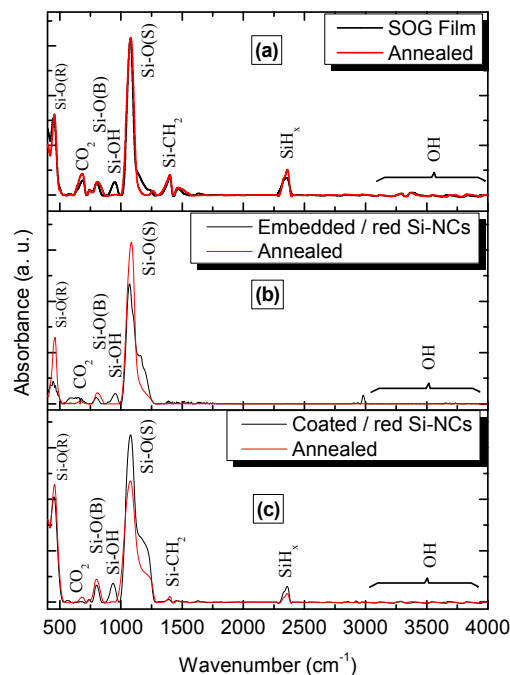 SOG Film
Annealed
(a)
Si-O(S)
Si-O(R)
CO2
Si-O(B)
Si-OH
Si-CH2
SiHx
OH
Embedded / red Si-NCs
Annealed
(b)
Si-O(S)
Si-O(R)
CO2
Si-O(B)
Si-OH
OH
Coated / red Si-NCs
Annealed
(c)
Si-O(S)
Si-O(R)
CO2
Si-O(B)
Si-OH
Si-CH2
SiHx
OH
Absorbance (a. u.)
500 1000 1500 2000 2500 3000 3500 4000
Wavenumber (cm-1)